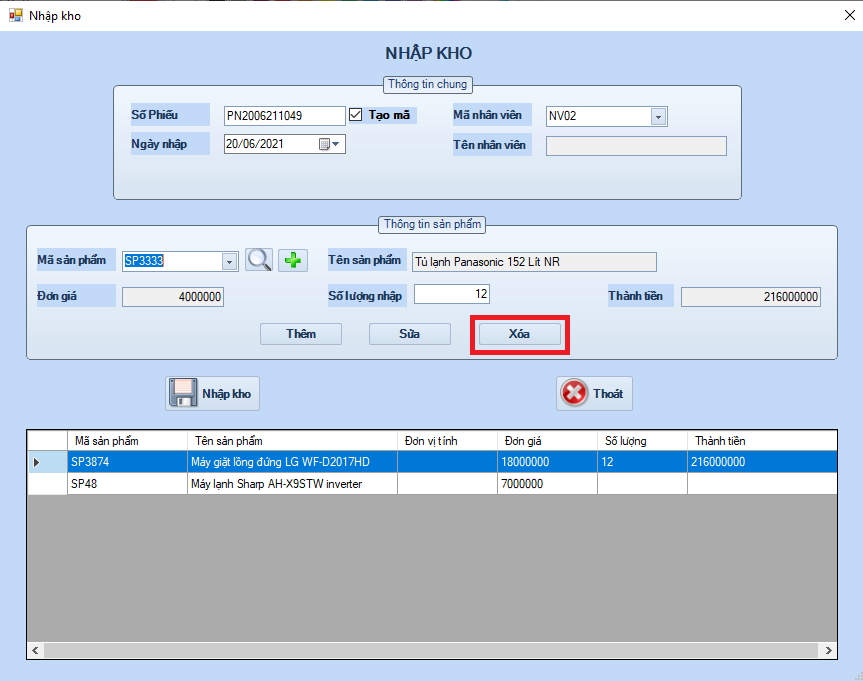 Nhập kho
NHẬP KHO
Thông tin chung
Số Phiếu PN2006211049 Tạo mã Mã nhân viên NV02
Ngày nhập 20/06/2021 Tên nhân viên
Thông tin sản phẩm
Mã sản phẩm SP3333 Tên sản phẩm Tủ lạnh Panasonic 152 Lít NR
Đơn giá 4000000 Số lượng nhập 12 Thành tiền 216000000
Thêm Sửa Xóa
Nhập kho Thoát
Mã sản phẩm Tên sản phẩm Đơn vị tính Đơn giá Số lượng Thành tiền
SP3874 Máy giặt lồng đứng LG WF-D2017HD 18000000 12 216000000
SP48 Máy lạnh Sharp AH-X9STW inverter 7000000